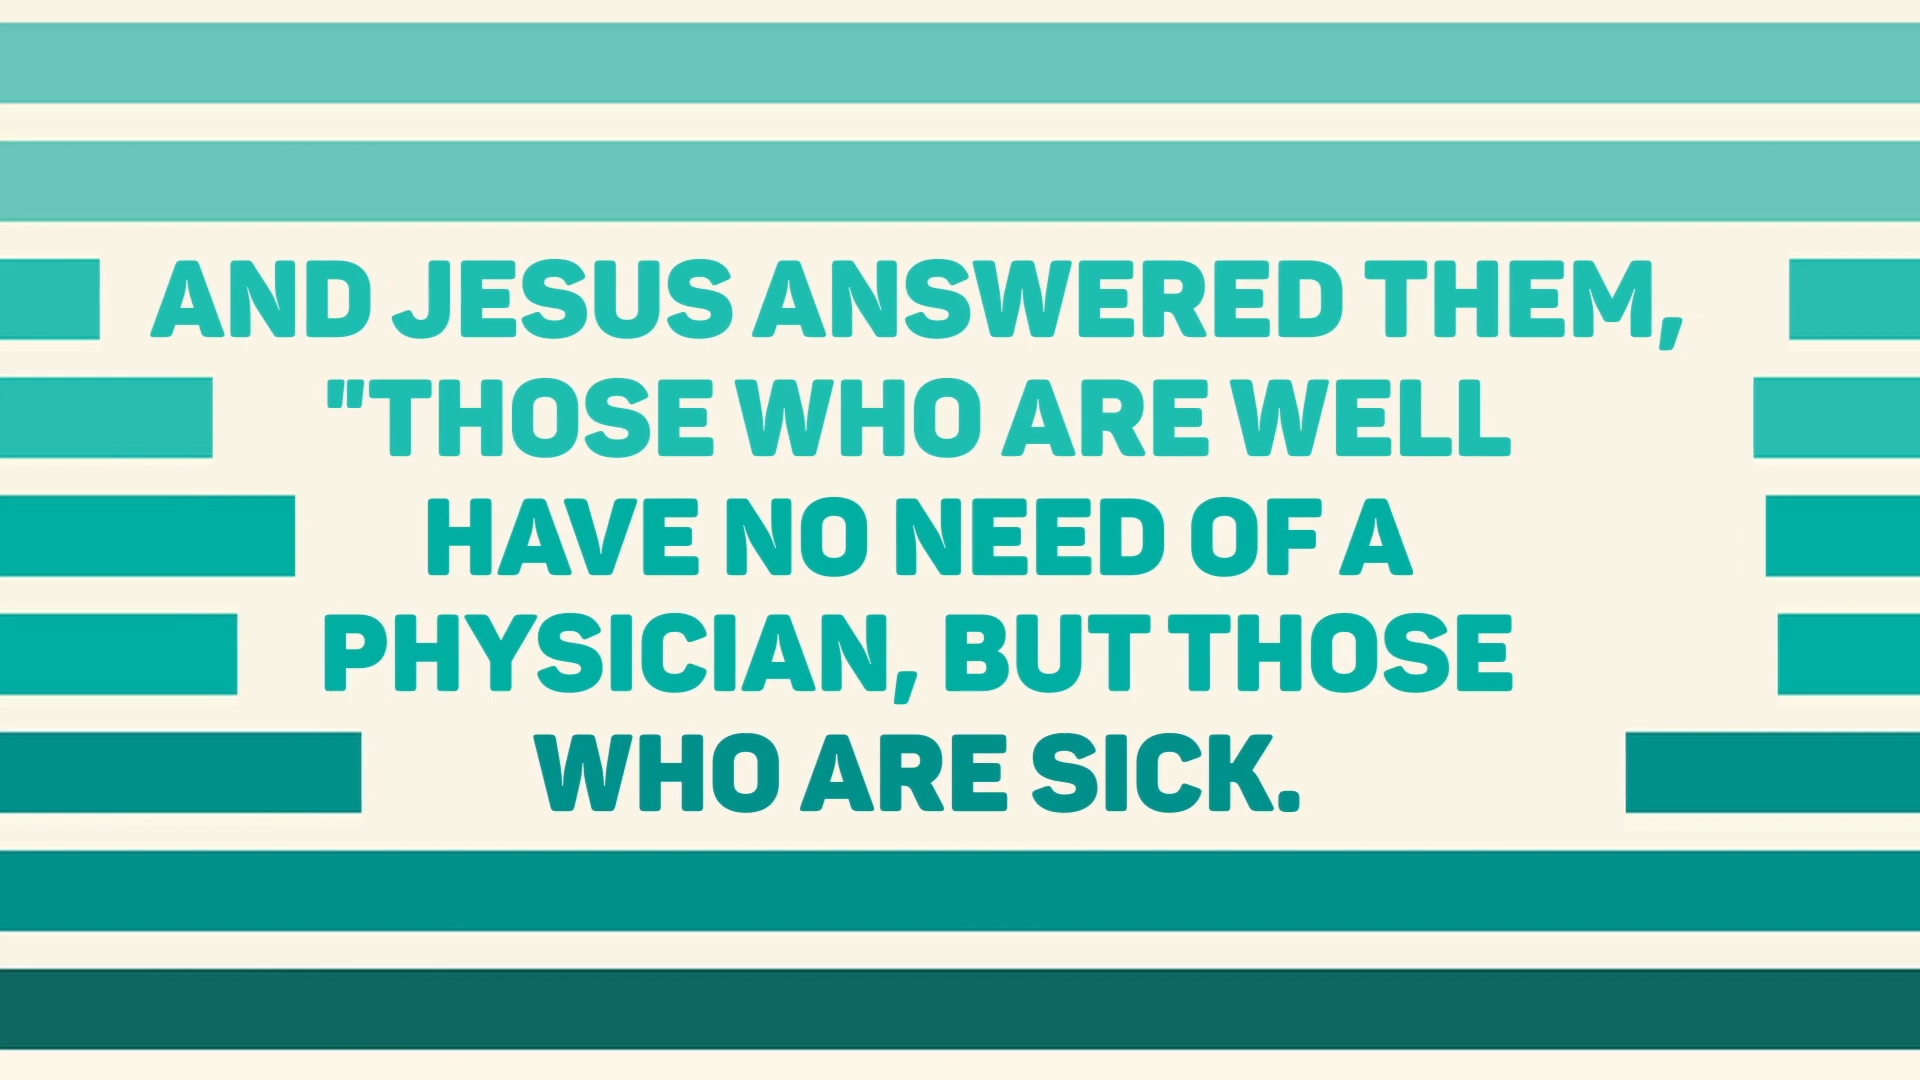 AND JESUS ANSWERED THEM,
"THOSE WHO ARE WELL
HAVE NO NEED OF A
PHYSICIAN, BUT THOSE
WHO ARE SICK.